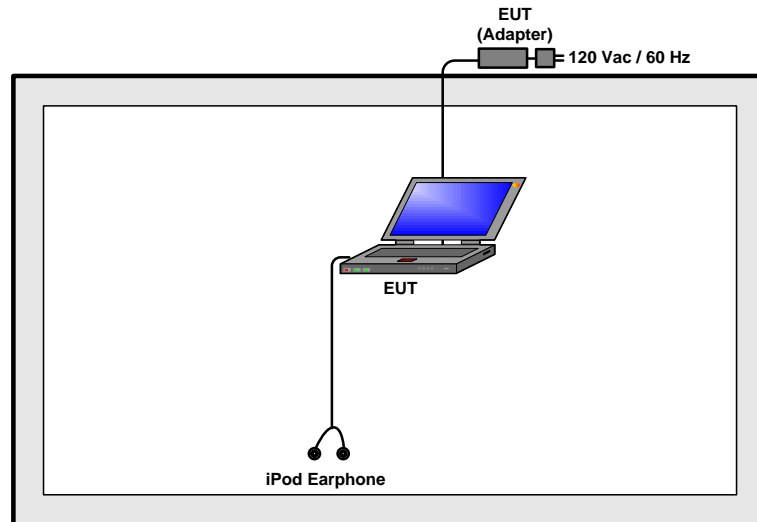 EUT
(Adapter)
120 Vac / 60 Hz
EUT
iPod Earphone